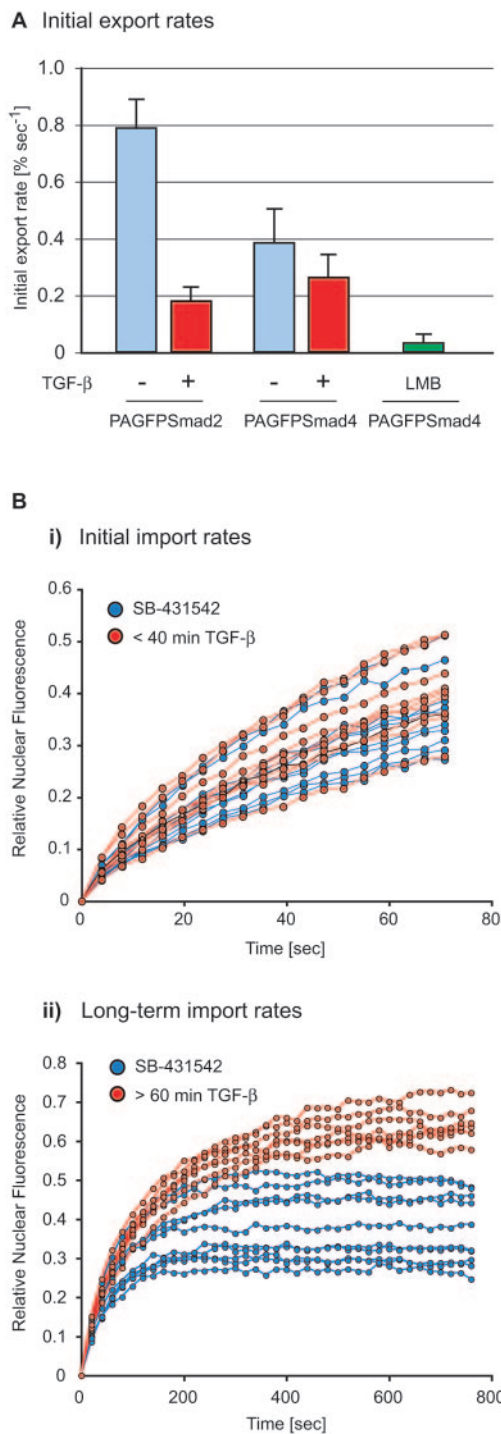 A Initial export rates
Initial export rate [% sec-1]
1.0
0.8
0.6
0.4
0.2
0
TGF-β - + - + LMB
PAGFPSmad2 PAGFPSmad4 PAGFPSmad4
B
i) Initial import rates
Relative Nuclear Fluorescence
0.6
0.5
0.4
0.3
0.2
0.1
0
SB-431542
< 40 min TGF-β
0 20 40 60 80
Time [sec]
ii) Long-term import rates
Relative Nuclear Fluorescence
0.8
0.7
0.6
0.5
0.4
0.3
0.2
0.1
0
SB-431542
> 60 min TGF-β
0 200 400 600 800
Time [sec]